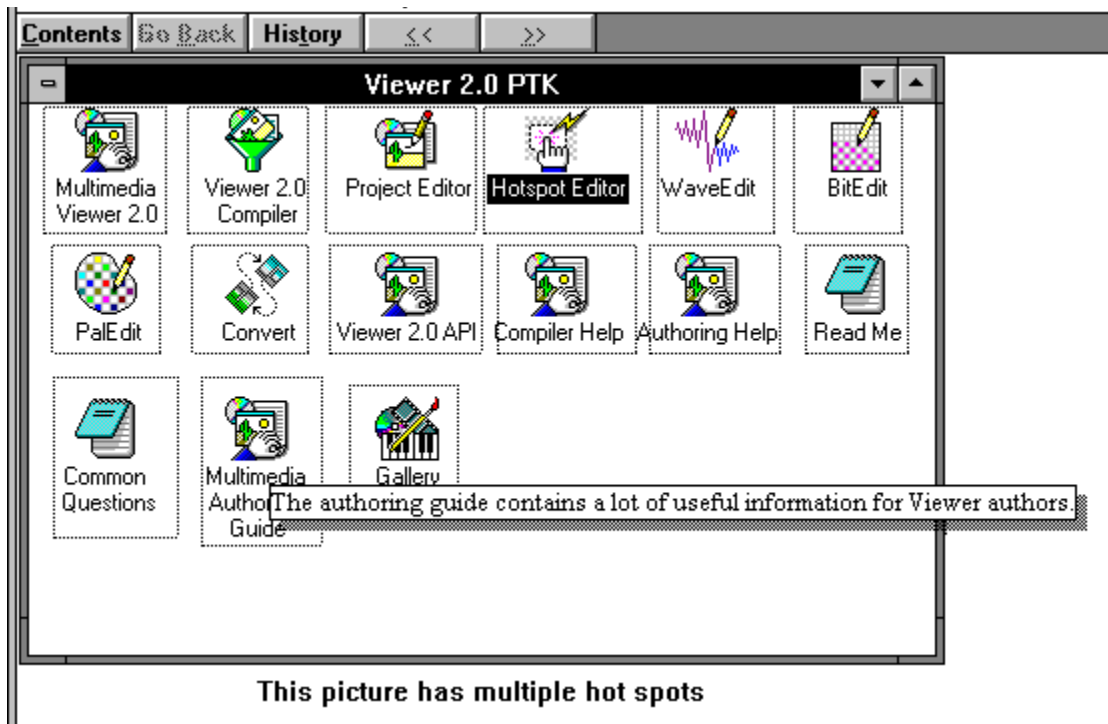 Contents Go Back History << >>
Viewer 2.0 PTK
Multimedia
Viewer 2.0
Viewer 2.0
Compiler
Project Editor
Hotspot Editor
WaveEdit
BitEdit
PalEdit
Convert
Viewer 2.0 API
Compiler Help
Authoring Help
Read Me
Common
Questions
Multimedia
Guide
Gallery
The authoring guide contains a lot of useful information for Viewer authors.
This picture has multiple hot spots